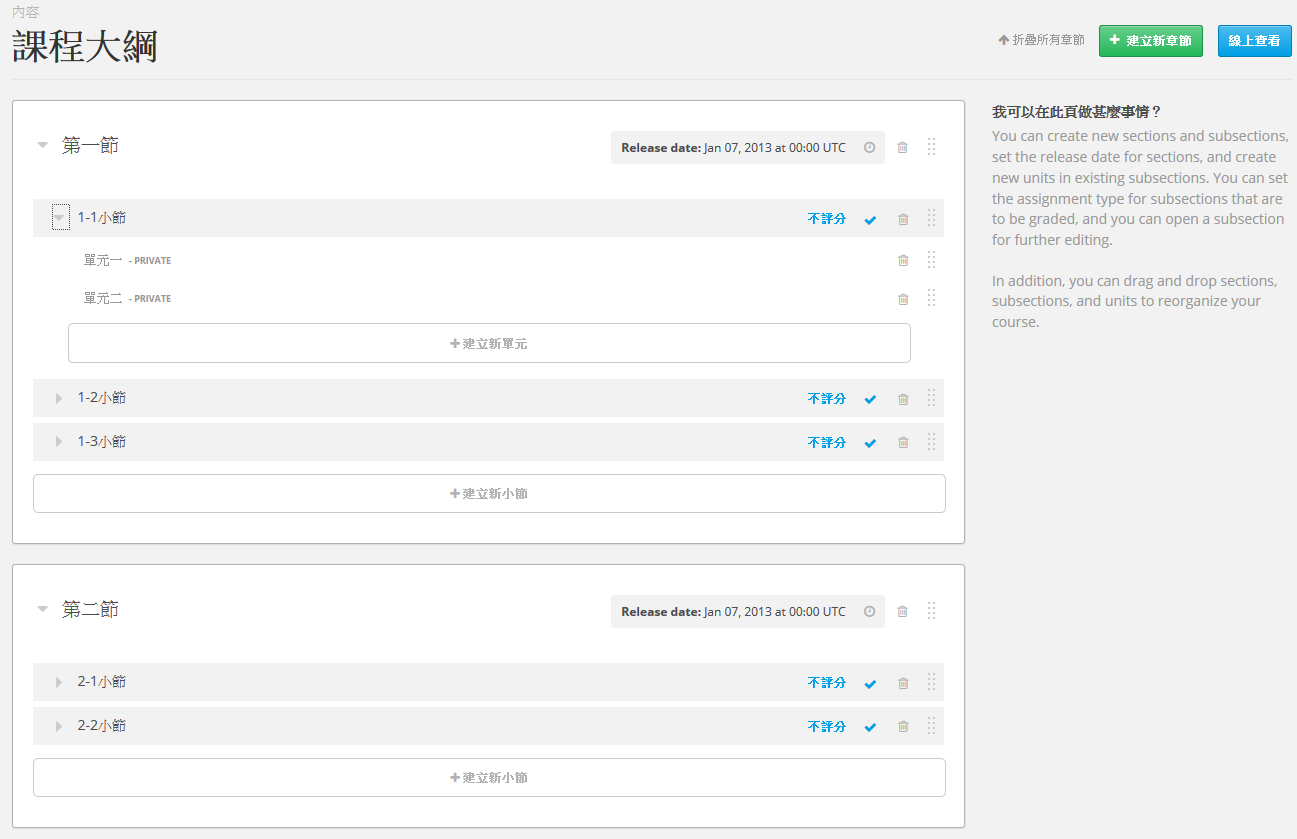 內容
課程大綱
折疊所有章節
建立新章節
線上查看
第一節
Release date: Jan 07, 2013 at 00:00 UTC
1-1小節
不評分
單元一 - PRIVATE
單元二 - PRIVATE
建立新單元
1-2小節
不評分
1-3小節
不評分
建立新小節
第二節
Release date: Jan 07, 2013 at 00:00 UTC
2-1小節
不評分
2-2小節
不評分
建立新小節
我可以在此頁做甚麼事情？
You can create new sections and subsections,
set the release date for sections, and create
new units in existing subsections. You can set
the assignment type for subsections that are
to be graded, and you can open a subsection
for further editing.
In addition, you can drag and drop sections,
subsections, and units to reorganize your
course.